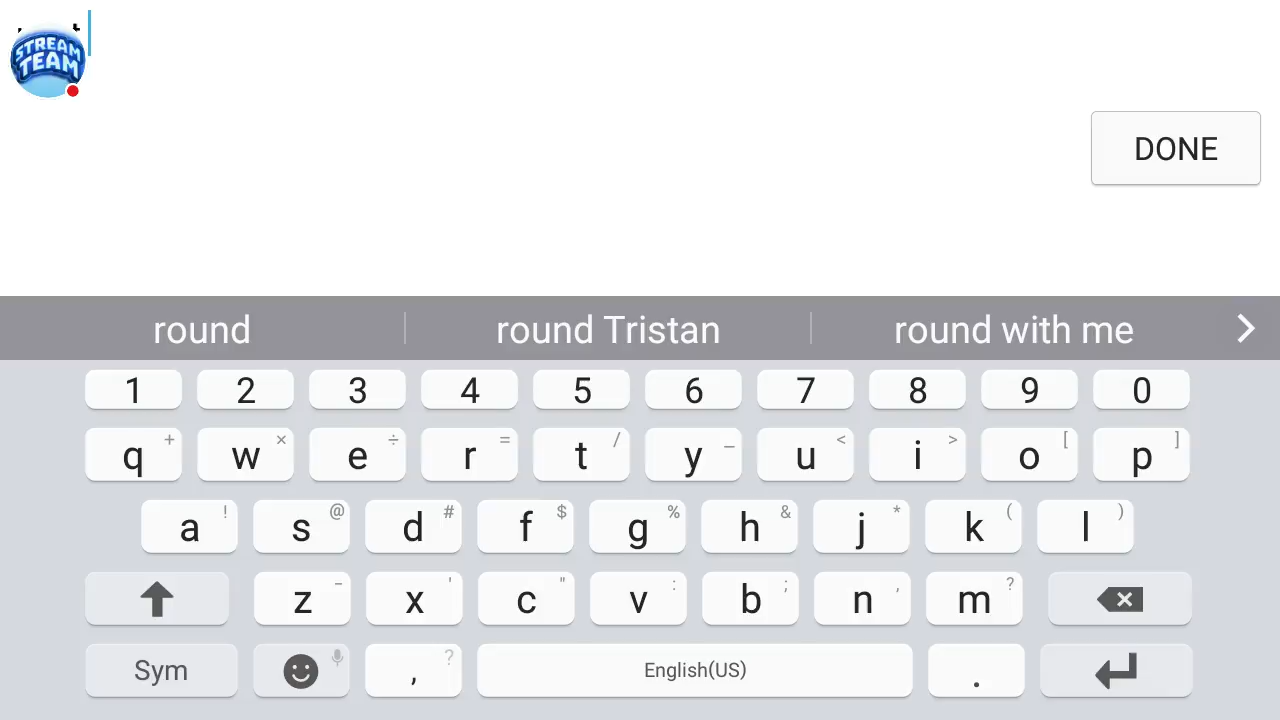 STREAM
TEAM
DONE
round
round Tristan
round with me
1 2 3 4 5 6 7 8 9 0
q + w × e ÷ r = t / y _ u < i > o [ p ]
a ! s @ d # f $ g % h & j * k ( l )
z - x ' c " v : b ; n , m ?
Sym , ? English(US) .